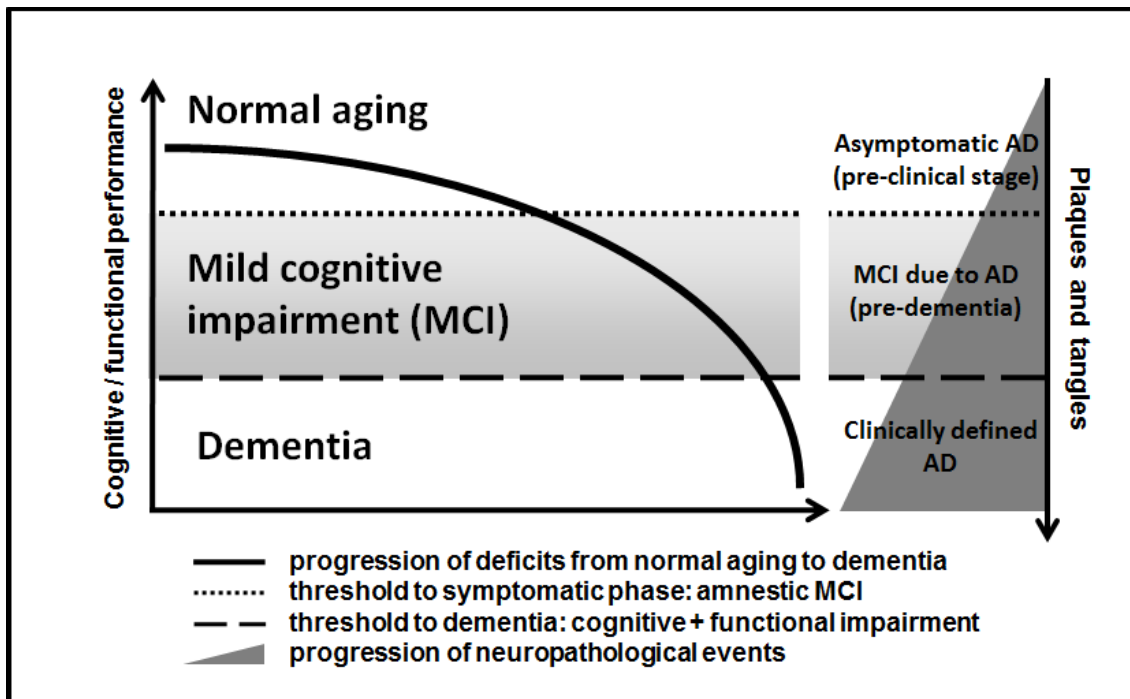 Cognitive / functional performance
Normal aging
Mild cognitive
impairment (MCI)
Dementia
Asymptomatic AD
(pre-clinical stage)
MCI due to AD
(pre-dementia)
Clinically defined
AD
Plaques and tangles
progression of deficits from normal aging to dementia
threshold to symptomatic phase: amnestic MCI
threshold to dementia: cognitive + functional impairment
progression of neuropathological events